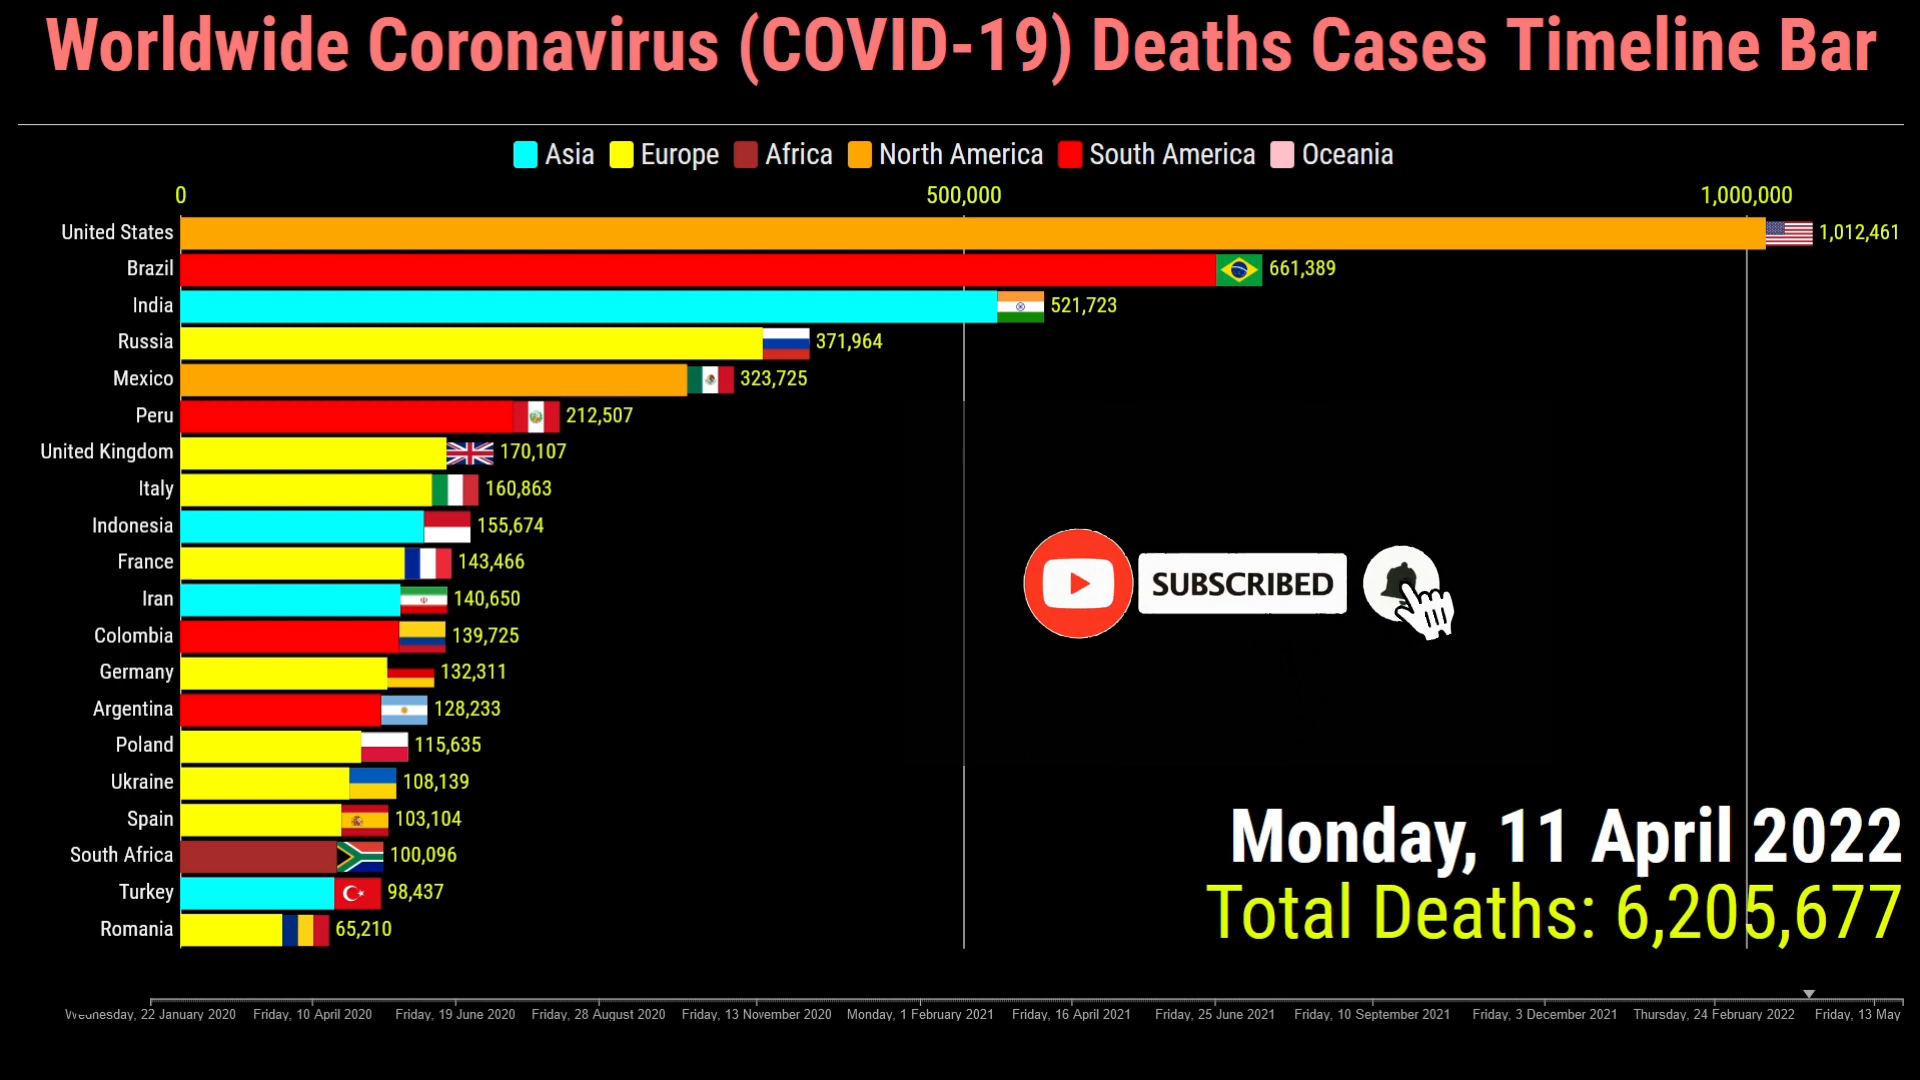 Worldwide Coronavirus (COVID-19) Deaths Cases Timeline Bar
Asia Europe Africa North America South America Oceania
0 500,000 1,000,000
United States 1,012,461
Brazil 661,389
India 521,723
Russia 371,964
Mexico 323,725
Peru 212,507
United Kingdom 170,107
Italy 160,863
Indonesia 155,674
France 143,466
Iran 140,650
Colombia 139,725
Germany 132,311
Argentina 128,233
Poland 115,635
Ukraine 108,139
Spain 103,104
South Africa 100,096
Turkey 98,437
Romania 65,210
SUBSCRIBED
Monday, 11 April 2022
Total Deaths: 6,205,677
Wednesday, 22 January 2020 Friday, 10 April 2020 Friday, 19 June 2020 Friday, 28 August 2020 Friday, 13 November 2020 Monday, 1 February 2021 Friday, 16 April 2021 Friday, 25 June 2021 Friday, 10 September 2021 Friday, 3 December 2021 Thursday, 24 February 2022 Friday, 13 May